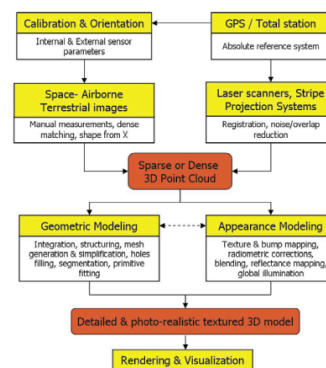 Calibration & Orientation
Internal & External sensor
parameters
GPS / Total station
Absolute reference system
Space- Airborne
Terrestrial images
Manual measurements, dense
matching, shape from X
Laser scanners, Stripe
Projection Systems
Registration, noise/overlap
reduction
Sparse or Dense
3D Point Cloud
Geometric Modeling
Integration, structuring, mesh
generation & simplification, holes
filling, segmentation, primitive
fitting
Appearance Modeling
Texture & bump mapping,
radiometric corrections,
blending, reflectance mapping,
global illumination
Detailed & photo-realistic textured 3D model
Rendering & Visualization